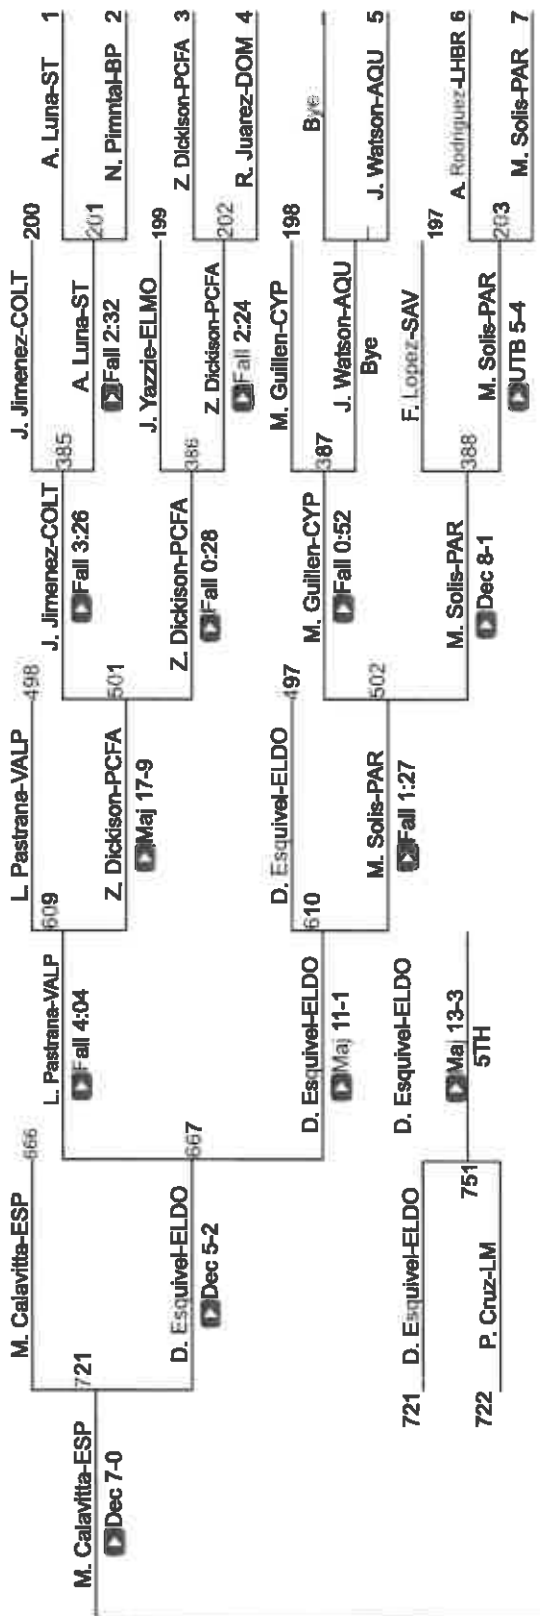 M. Calavitta-ESP
Dec 7-0
M. Calavitta-ESP
666
721
D. Esquivel-ELDO
Dec 5-2
667
L. Pastrana-VALP
Fall 4:04
D. Esquivel-ELDO
Maj 11-1
L. Pastrana-VALP
498
609
Z. Dickison-PCFA
Maj 17-9
501
D. Esquivel-ELDO
497
610
M. Solis-PAR
Fall 1:27
502
J. Jimenez-COLT
Fall 3:26
Z. Dickison-PCFA
Fall 0:28
M. Guillen-CYP
Fall 0:52
M. Solis-PAR
Dec 8-1
J. Jimenez-COLT
200
385
A. Luna-ST
Fall 2:32
201
J. Yazzie-ELMO
199
386
Z. Dickison-PCFA
Fall 2:24
202
M. Guillen-CYP
198
387
J. Watson-AQU
Bye
F. Lopez-SAV
197
388
M. Solis-PAR
UTB 5-4
203
A. Luna-ST 1
N. Pimntal-BP 2
Z. Dickison-PCFA 3
R. Juarez-DOM 4
Bye
J. Watson-AQU 5
A. Rodriguez-LHBR 6
M. Solis-PAR 7
721 D. Esquivel-ELDO
722 P. Cruz-LM
751
D. Esquivel-ELDO
Maj 13-3
5TH